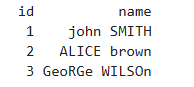 id name
1 john SMITH
2 ALICE brown
3 GeoRGe WILSOn